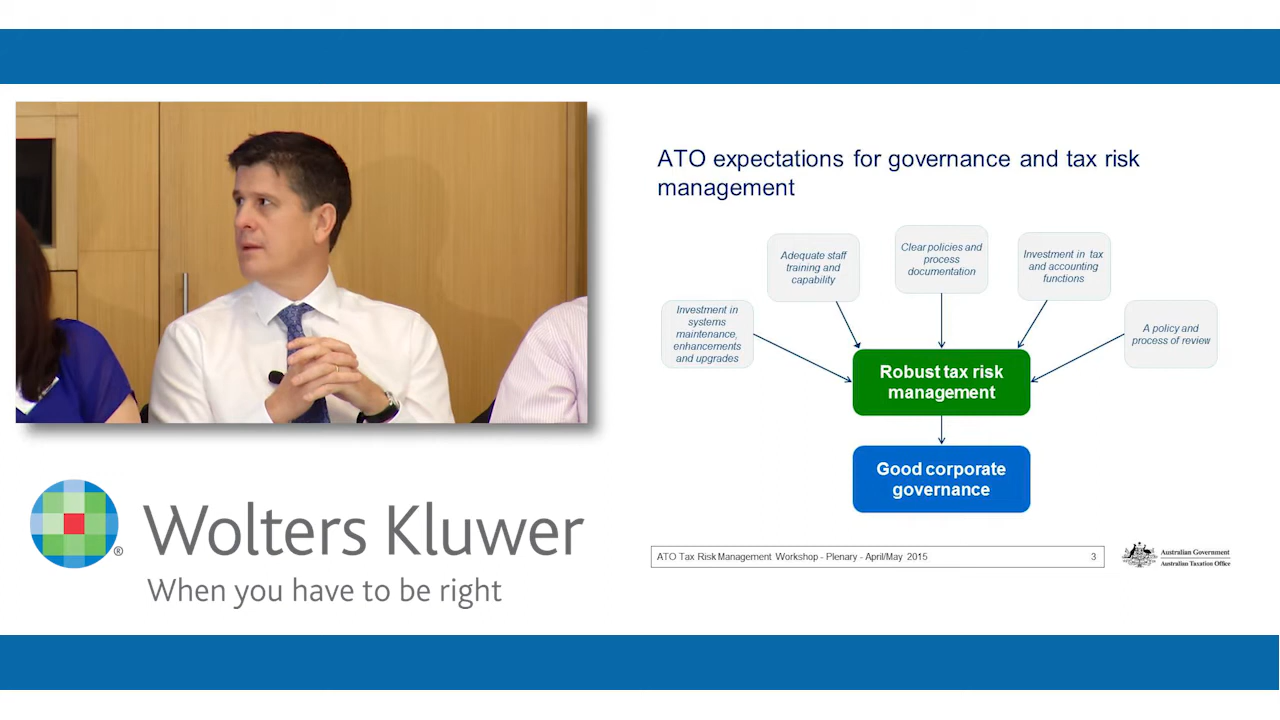 ATO expectations for governance and tax risk
management
Adequate staff
training and
capability
Clear policies and
process
documentation
Investment in tax
and accounting
functions
Investment in
systems
maintenance,
enhancements
and upgrades
A policy and
process of review
Robust tax risk
management
Good corporate
governance
ATO Tax Risk Management Workshop - Plenary - April/May 2015 3
Australian Government
Australian Taxation Office
Wolters Kluwer ®
When you have to be right